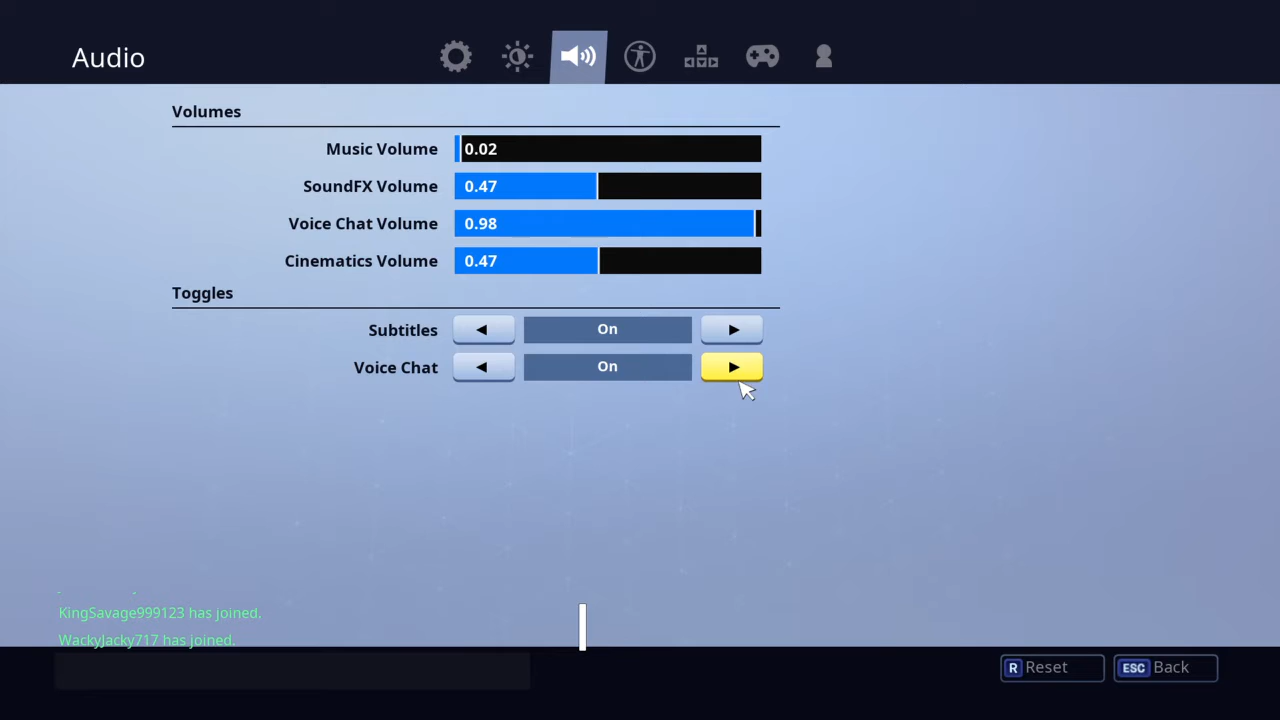 Audio
Volumes
Music Volume 0.02
SoundFX Volume 0.47
Voice Chat Volume 0.98
Cinematics Volume 0.47
Toggles
Subtitles On
Voice Chat On
KingSavage999123 has joined.
WackyJacky717 has joined.
R Reset ESC Back